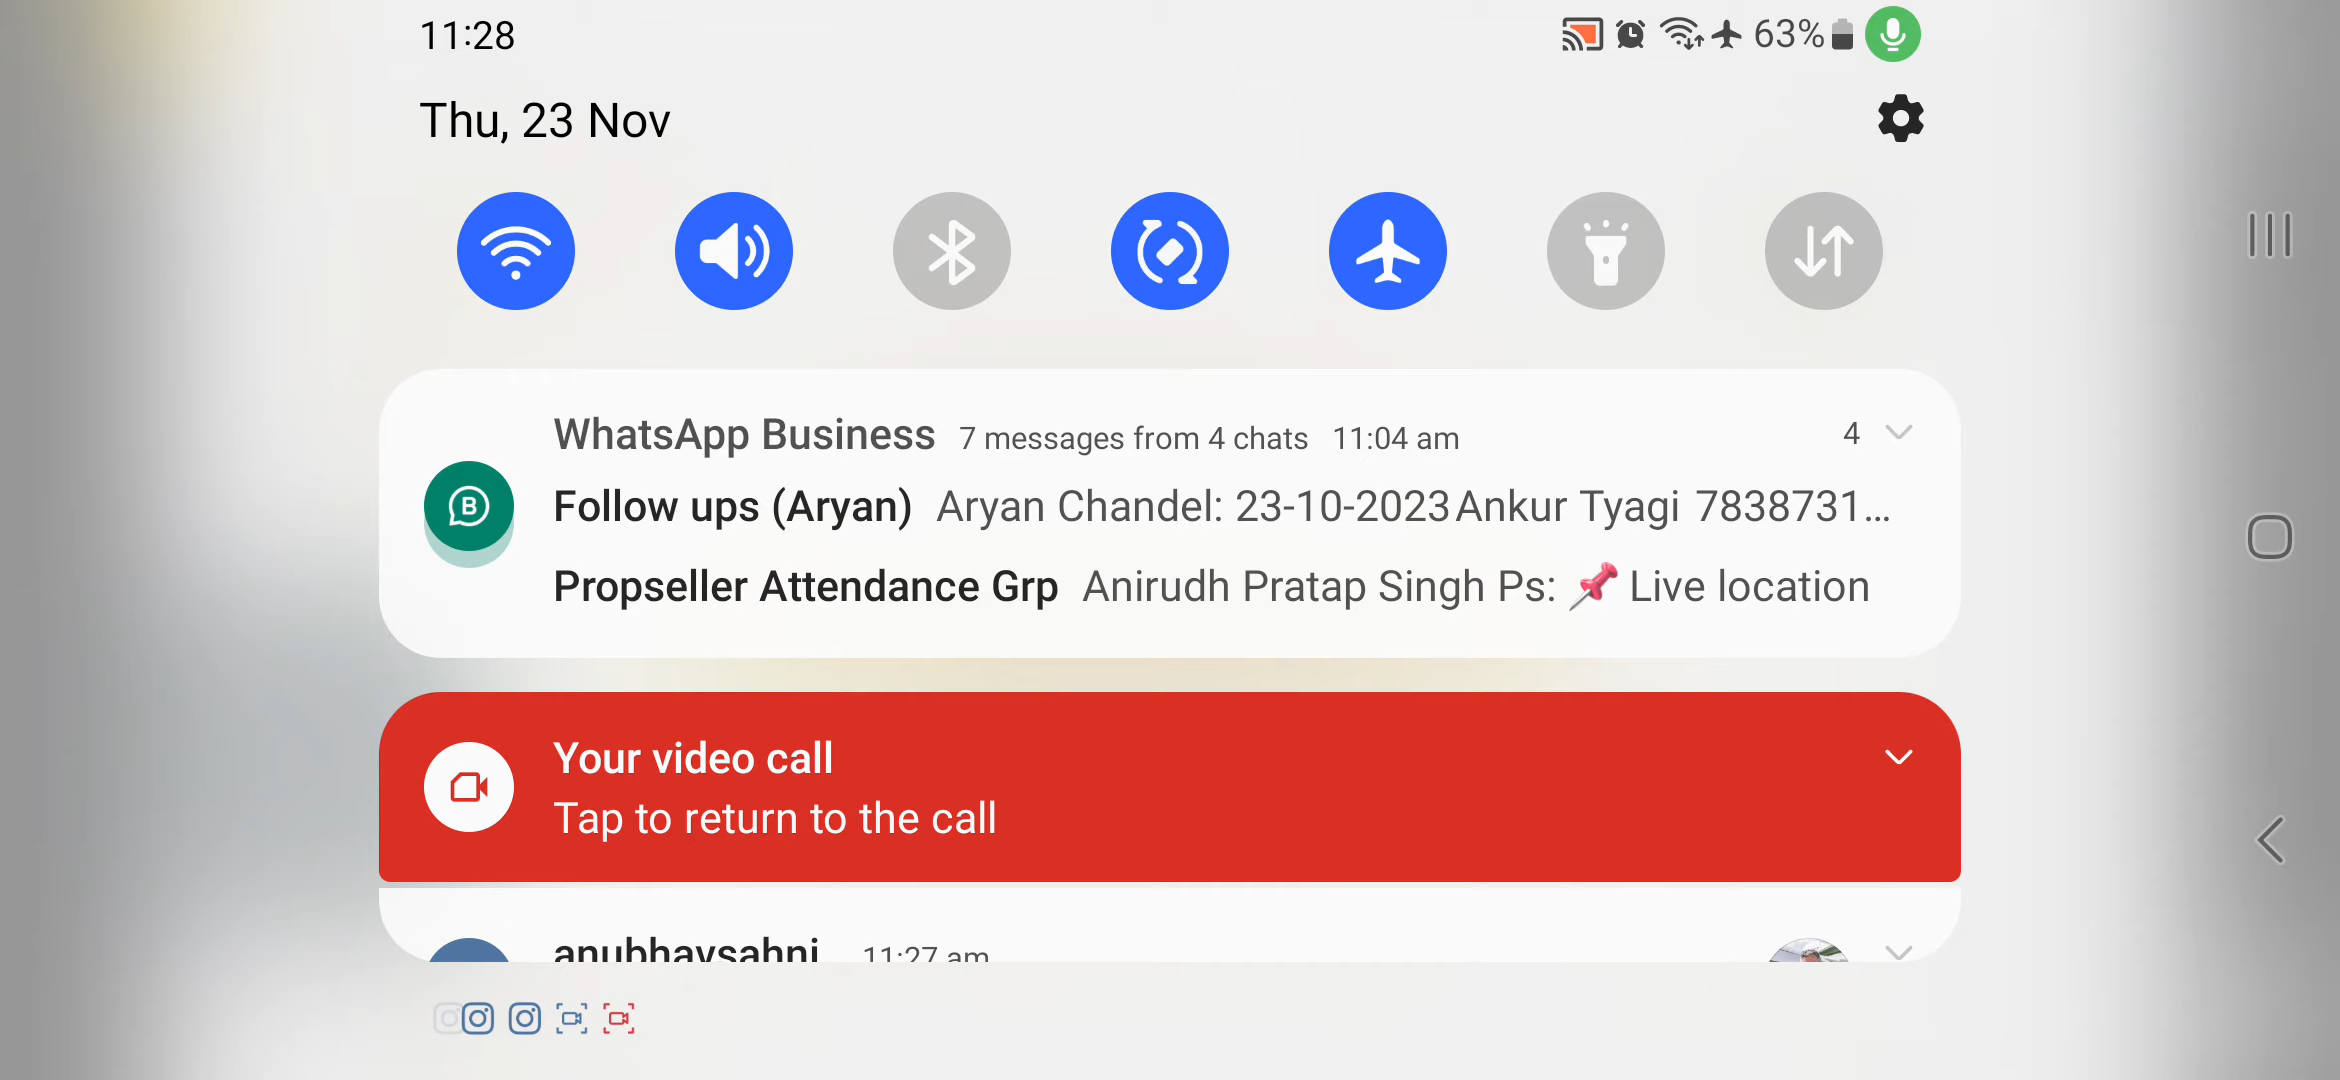 11:28
63%
Thu, 23 Nov
WhatsApp Business 7 messages from 4 chats 11:04 am 4
B
Follow ups (Aryan) Aryan Chandel: 23-10-2023Ankur Tyagi 7838731...
Propseller Attendance Grp Anirudh Pratap Singh Ps: 📌 Live location
Your video call
Tap to return to the call
anubhavsahni 11:27 am